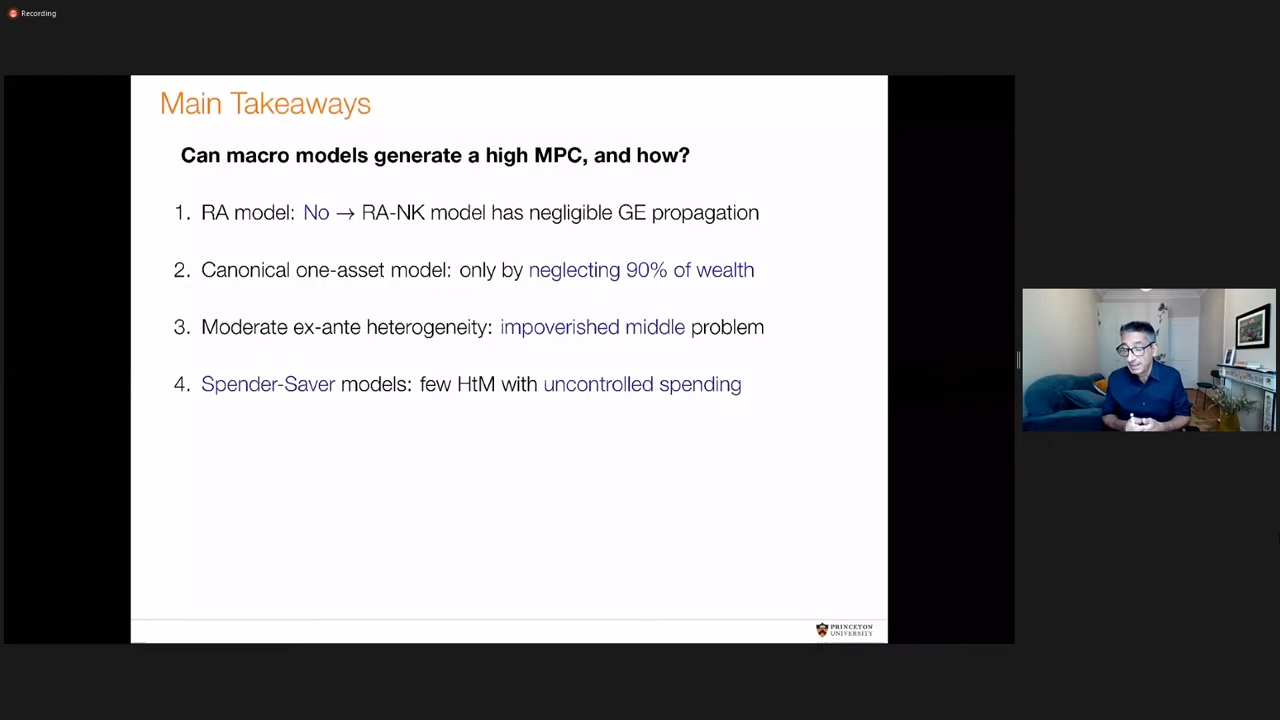 Recording
Main Takeaways
Can macro models generate a high MPC, and how?
1. RA model: No → RA-NK model has negligible GE propagation
2. Canonical one-asset model: only by neglecting 90% of wealth
3. Moderate ex-ante heterogeneity: impoverished middle problem
4. Spender-Saver models: few HtM with uncontrolled spending
PRINCETON
UNIVERSITY